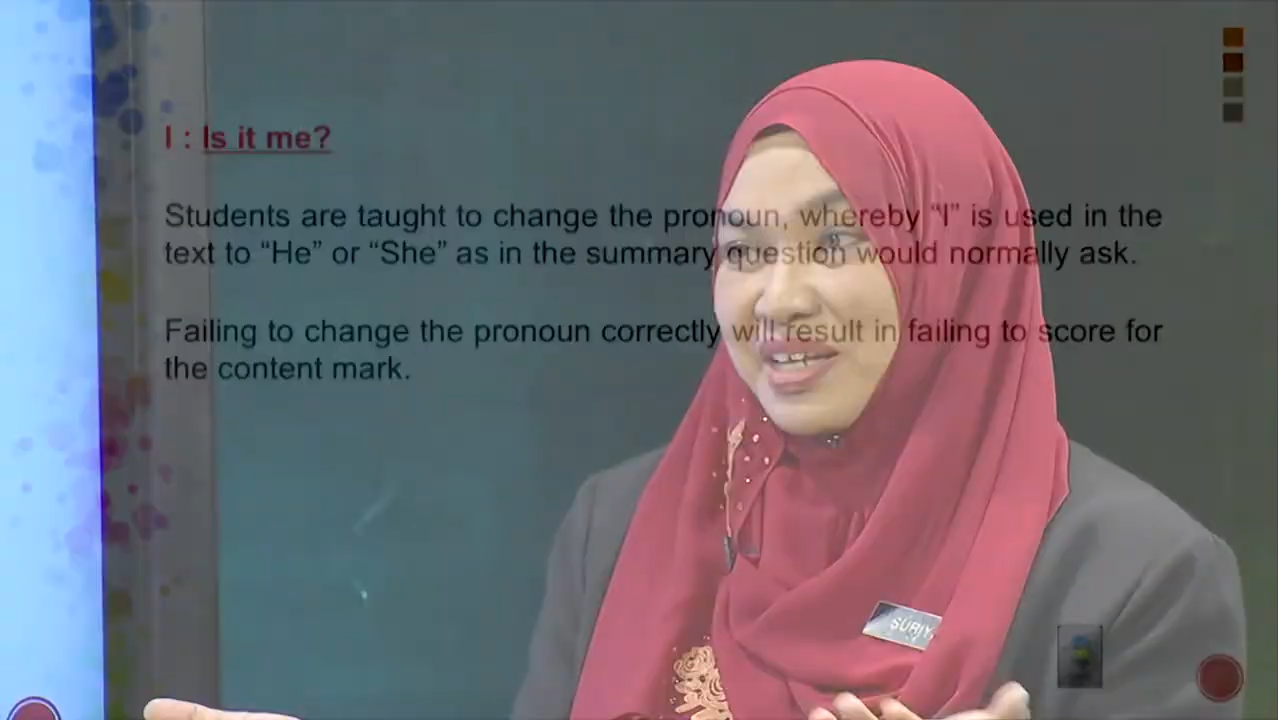 I : Is it me?
Students are taught to change the pronoun, whereby “I” is used in the
text to “He” or “She” as in the summary question would normally ask.
Failing to change the pronoun correctly will result in failing to score for
the content mark.